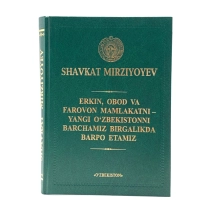 SHAVKAT MIRZIYOYEV
ERKIN, OBOD VA
FAROVON MAMLAKATNI –
YANGI O‘ZBEKISTONNI
BARCHAMIZ BIRGALIKDA
BARPO ETAMIZ
«O‘ZBEKISTON»